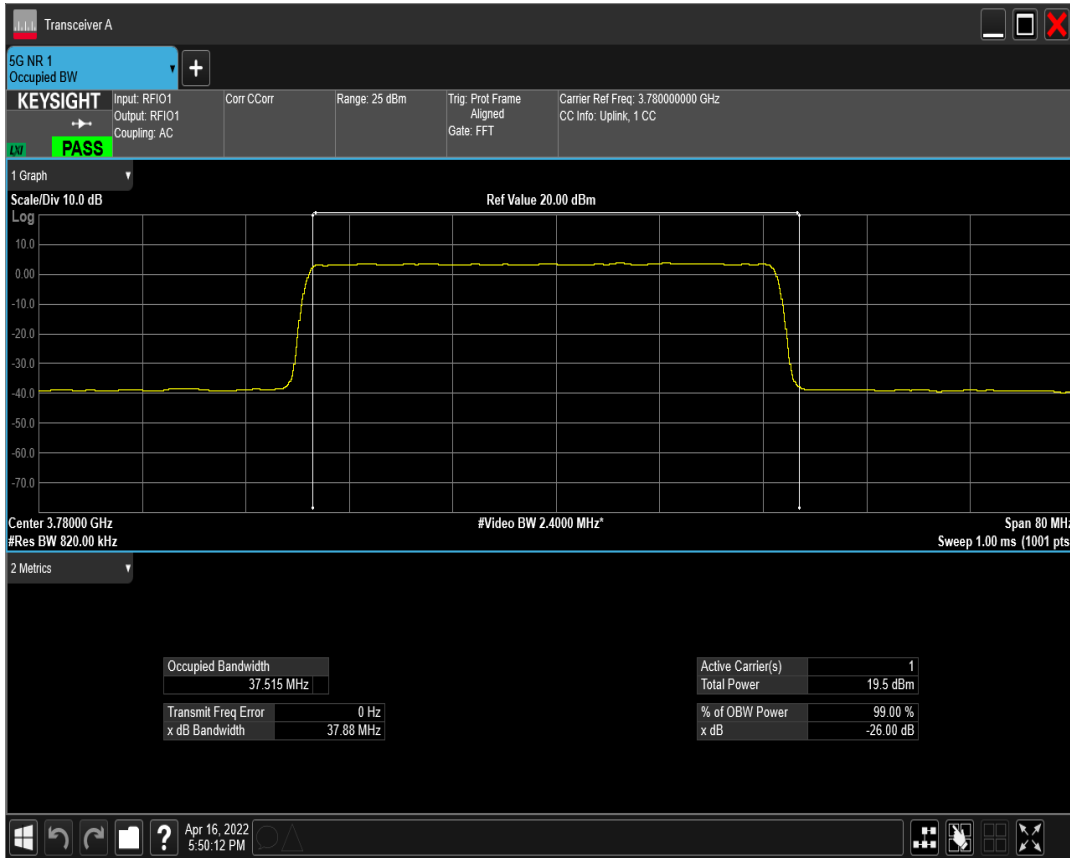 Transceiver A
5G NR 1
Occupied BW
+
KEYSIGHT
LXI
PASS
Input: RFIO1
Output: RFIO1
Coupling: AC
Corr CCorr
Range: 25 dBm
Trig: Prot Frame
Aligned
Gate: FFT
Carrier Ref Freq: 3.780000000 GHz
CC Info: Uplink, 1 CC
1 Graph
Scale/Div 10.0 dB
Ref Value 20.00 dBm
Log
10.0
0.00
-10.0
-20.0
-30.0
-40.0
-50.0
-60.0
-70.0
Center 3.78000 GHz
#Video BW 2.4000 MHz*
Span 80 MHz
#Res BW 820.00 kHz
Sweep 1.00 ms (1001 pts
2 Metrics
Occupied Bandwidth
37.515 MHz
Transmit Freq Error 0 Hz
x dB Bandwidth 37.88 MHz
Active Carrier(s) 1
Total Power 19.5 dBm
% of OBW Power 99.00 %
x dB -26.00 dB
?
Apr 16, 2022
5:50:12 PM